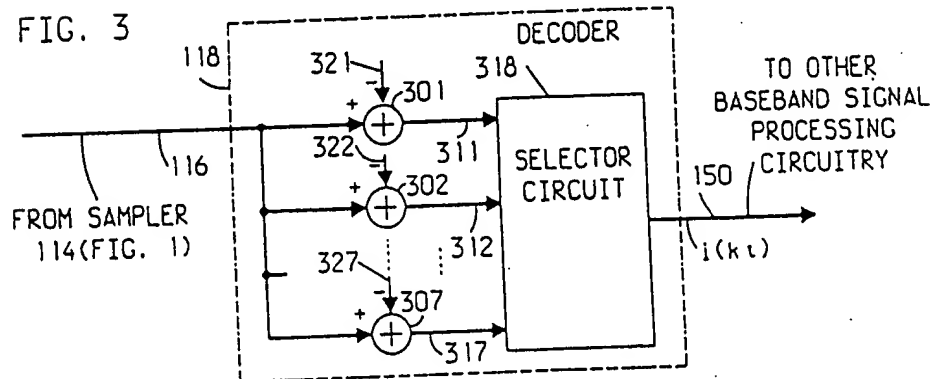 FIG. 3
DECODER
118
321
-
+
301
318
TO OTHER
BASEBAND SIGNAL
PROCESSING
CIRCUITRY
116
322
-
311
+
302
SELECTOR
CIRCUIT
150
FROM SAMPLER
114(FIG. 1)
312
i(kt)
327
-
+
307
317